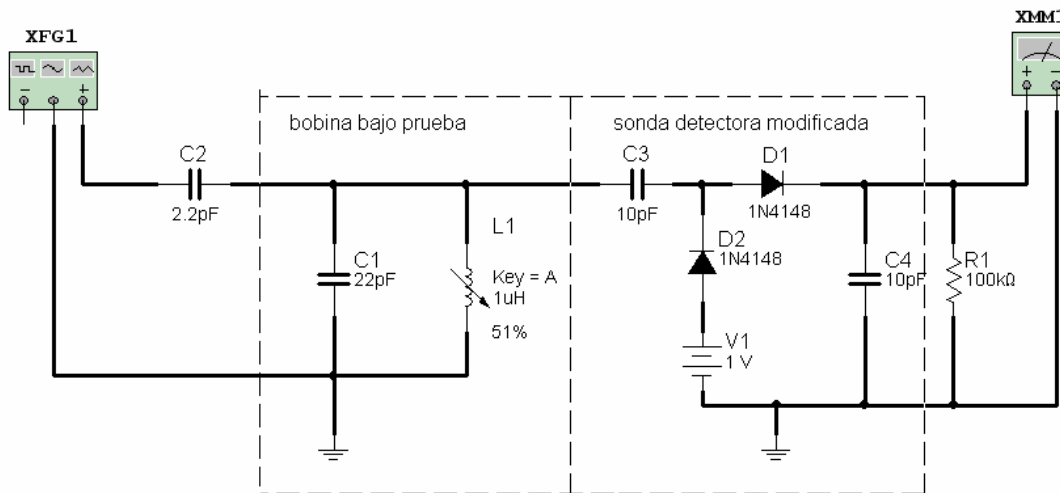 XFG1
XMM1
bobina bajo prueba
sonda detectora modificada
C2
2.2pF
C3
10pF
D1
1N4148
L1
Key = A
1uH
51%
C1
22pF
D2
1N4148
C4
10pF
R1
100kΩ
V1
1 V